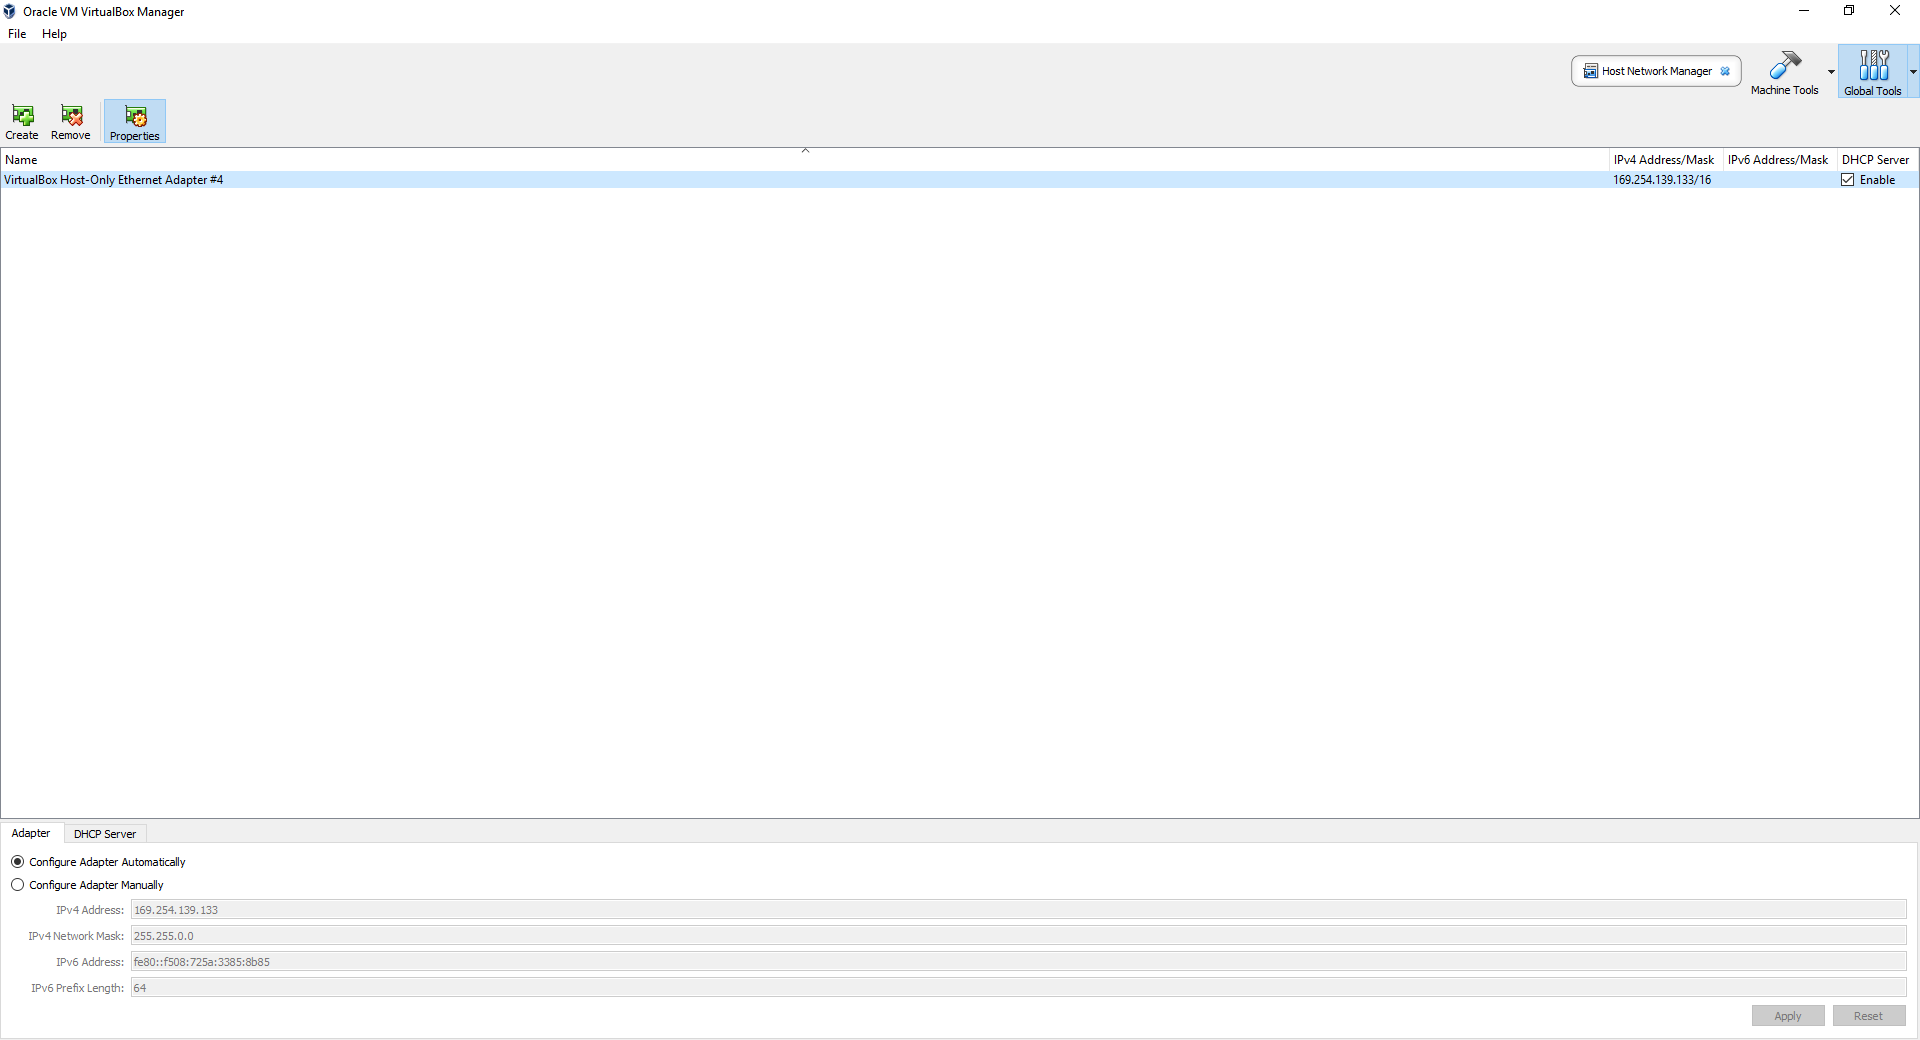 Oracle VM VirtualBox Manager
File Help
Host Network Manager
Machine Tools
Global Tools
Create Remove Properties
Name IPv4 Address/Mask IPv6 Address/Mask DHCP Server
VirtualBox Host-Only Ethernet Adapter #4 169.254.139.133/16 Enable
Adapter DHCP Server
Configure Adapter Automatically
Configure Adapter Manually
IPv4 Address: 169.254.139.133
IPv4 Network Mask: 255.255.0.0
IPv6 Address: fe80::f508:725a:3385:8b85
IPv6 Prefix Length: 64
Apply Reset